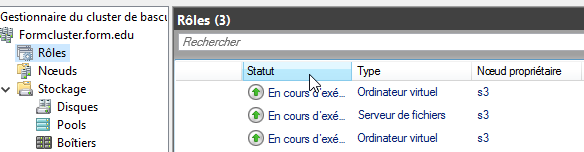 Gestionnaire du cluster de bascu
Formcluster.form.edu
Rôles
Nœuds
Stockage
Disques
Pools
Boîtiers
Rôles (3)
Rechercher
Statut Type Nœud propriétaire
En cours d'exé... Ordinateur virtuel s3
En cours d'exé... Serveur de fichiers s3
En cours d'exé... Ordinateur virtuel s3